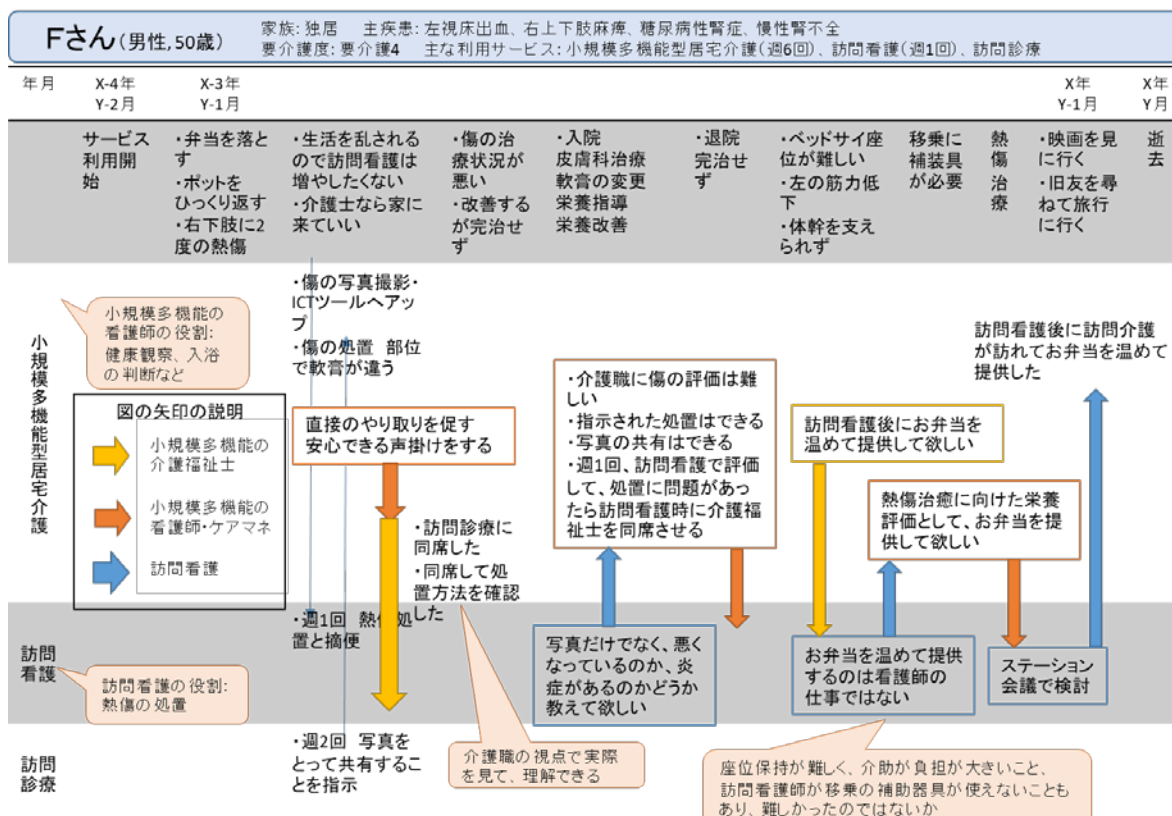 Fさん(男性,50歳)
家族:独居　主疾患:左視床出血、右上下肢麻痺、糖尿病性腎症、慢性腎不全
要介護度:要介護4　主な利用サービス:小規模多機能型居宅介護(週6回)、訪問看護(週1回)、訪問診療
年月
X-4年
Y-2月
X-3年
Y-1月
X年
Y-1月
X年
Y月
サービス
利用開
始
・弁当を落と
す
・ポットを
ひっくり返す
・右下肢に2
度の熱傷
・生活を乱される
ので訪問看護は
増やしたくない
・介護士なら家に
来ていい
・傷の治
療状況が
悪い
・改善する
が完治せ
ず
・入院
皮膚科治療
軟膏の変更
栄養指導
栄養改善
・退院
完治せ
ず
・ベッドサイ座
位が難しい
・左の筋力低
下
・体幹を支え
られず
移乗に
補装具
が必要
熱
傷
治
療
・映画を見
に行く
・旧友を尋
ねて旅行
に行く
逝
去
小規模多機能型居宅介護
小規模多機能の
看護師の役割:
健康観察、入浴
の判断など
図の矢印の説明
小規模多機能の
介護福祉士
小規模多機能の
看護師・ケアマネ
訪問看護
・傷の写真撮影・
ICTツールへアッ
プ
・傷の処置 部位
で軟膏が違う
直接のやり取りを促す
安心できる声掛けをする
・訪問診療に
同席した
・同席して処
置方法を確認
した
・介護職に傷の評価は難
しい
・指示された処置はできる
・写真の共有はできる
・週1回、訪問看護で評価
して、処置に問題があっ
たら訪問看護時に介護福
祉士を同席させる
訪問看護後にお弁当を
温めて提供して欲しい
熱傷治癒に向けた栄養
評価として、お弁当を提
供して欲しい
訪問看護後に訪問介護
が訪れてお弁当を温めて
提供した
訪問
看護
訪問看護の役割:
熱傷の処置
・週1回 熱傷処
置と摘便
写真だけでなく、悪く
なっているのか、炎
症があるのかどうか
教えて欲しい
お弁当を温めて提供
するのは看護師の
仕事ではない
ステーション
会議で検討
訪問
診療
・週2回 写真を
とって共有するこ
とを指示
介護職の視点で実際
を見て、理解できる
座位保持が難しく、介助が負担が大きいこと、
訪問看護師が移乗の補助器具が使えないことも
あり、難しかったのではないか